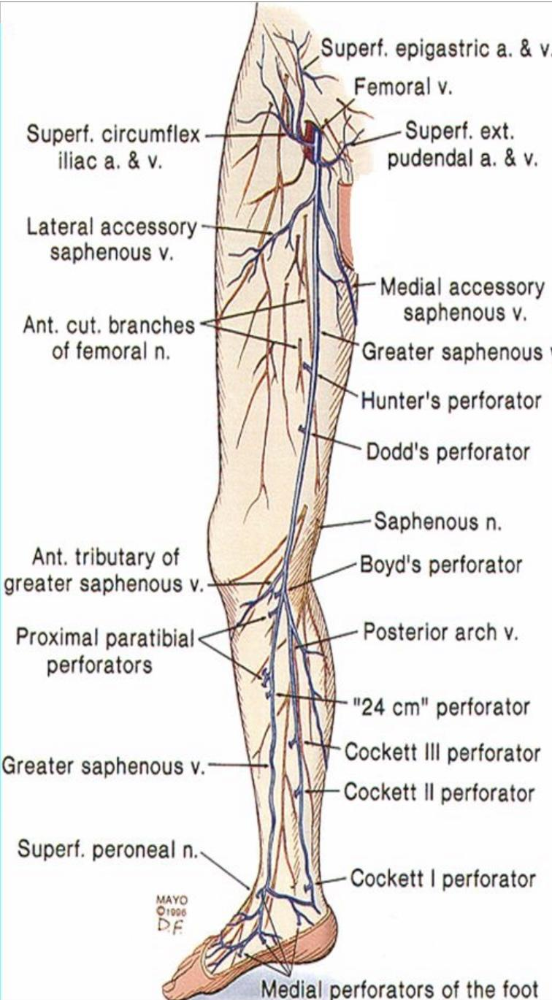 Superf. epigastric a. & v.
Femoral v.
Superf. circumflex
iliac a. & v.
Superf. ext.
pudendal a. & v.
Lateral accessory
saphenous v.
Medial accessory
saphenous v.
Ant. cut. branches
of femoral n.
Greater saphenous v
Hunter's perforator
Dodd's perforator
Saphenous n.
Ant. tributary of
greater saphenous v.
Boyd's perforator
Proximal paratibial
perforators
Posterior arch v.
"24 cm" perforator
Cockett III perforator
Greater saphenous v.
Cockett II perforator
Superf. peroneal n.
Cockett I perforator
MAYO
©1996
D.F.
Medial perforators of the foot